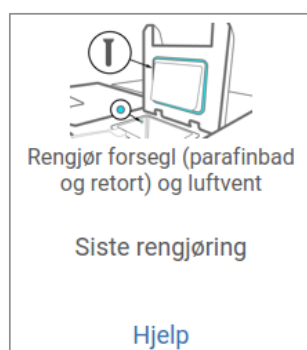 Rengjør forsegl (parafinbad
og retort) og luftvent
Siste rengjøring
Hjelp